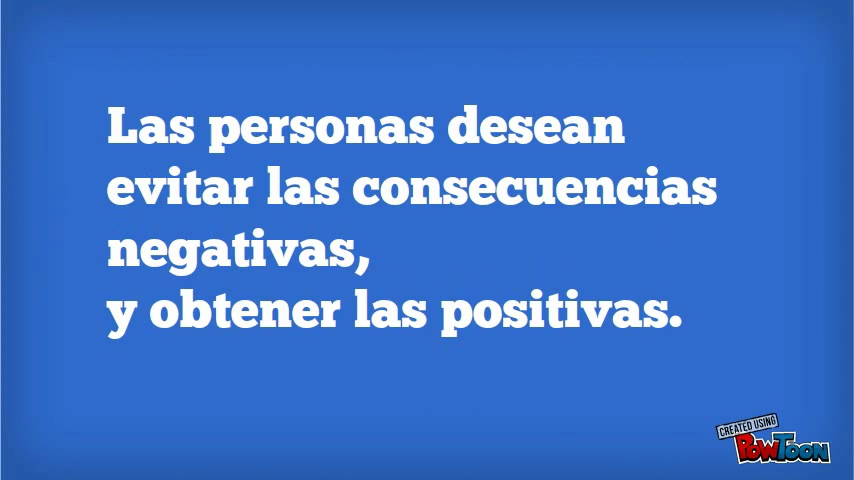 Las personas desean
evitar las consecuencias
negativas,
y obtener las positivas.
CREATED USING
POWTOON